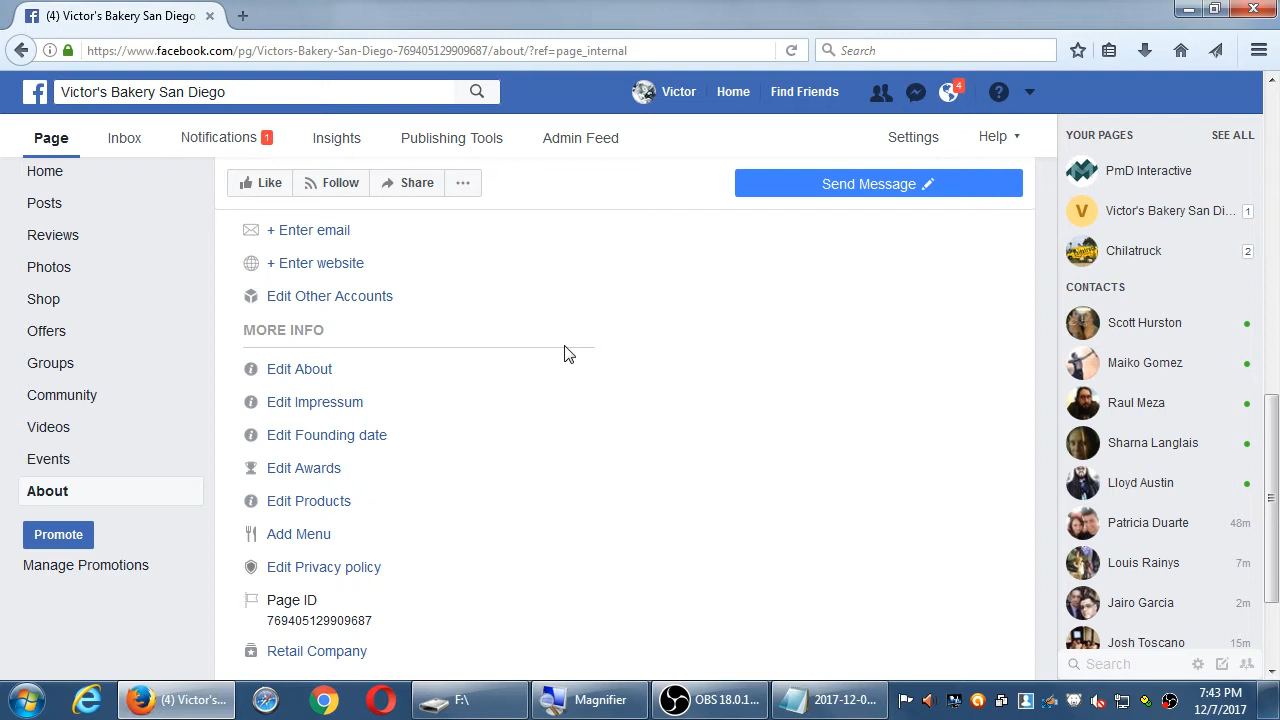 (4) Victor's Bakery San Diego
https://www.facebook.com/pg/Victors-Bakery-San-Diego-769405129909687/about/?ref=page_internal
Search
Victor's Bakery San Diego
Victor
Home
Find Friends
4
Page
Inbox
Notifications 1
Insights
Publishing Tools
Admin Feed
Settings
Help
Home
Posts
Reviews
Photos
Shop
Offers
Groups
Community
Videos
Events
About
Promote
Manage Promotions
Like
Follow
Share
Send Message
+ Enter email
+ Enter website
Edit Other Accounts
MORE INFO
Edit About
Edit Impressum
Edit Founding date
Edit Awards
Edit Products
Add Menu
Edit Privacy policy
Page ID
769405129909687
Retail Company
YOUR PAGES SEE ALL
PmD Interactive
V Victor's Bakery San Di... 1
Chilatruck 2
CONTACTS
Scott Hurston
Maiko Gomez
Raul Meza
Sharna Langlais
Lloyd Austin
Patricia Duarte 48m
Louis Rainys 7m
Jairo Garcia 2m
Josh Toscano 15m
Search
(4) Victor's...
F:\
Magnifier
OBS 18.0.1...
2017-12-0...
7:43 PM
12/7/2017